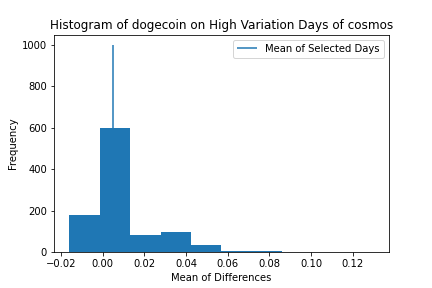 Histogram of dogecoin on High Variation Days of cosmos
Mean of Selected Days
Frequency
1000
800
600
400
200
0
−0.02 0.00 0.02 0.04 0.06 0.08 0.10 0.12
Mean of Differences